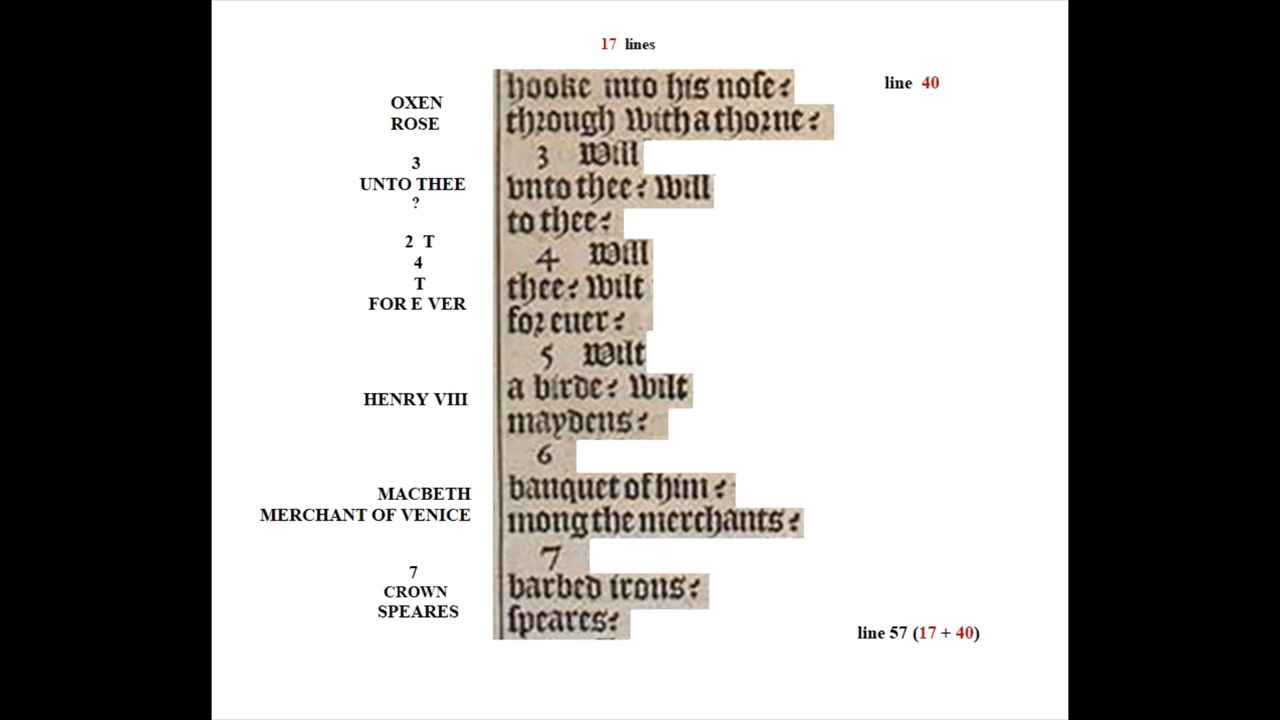 17 lines
line 40
OXEN
ROSE
3
UNTO THEE
?
2 T
4
T
FOR E VER
HENRY VIII
MACBETH
MERCHANT OF VENICE
7
CROWN
SPEARES
hooke into his noſe?
through with a thorne?
3 Will
vnto thee? Will
to thee?
4 Will
thee? wilt
for euer?
5 Wilt
a birde? Wilt
maydens?
6
banquet of him?
mong the merchants?
7
barbed irons?
ſpeares?
line 57 (17 + 40)